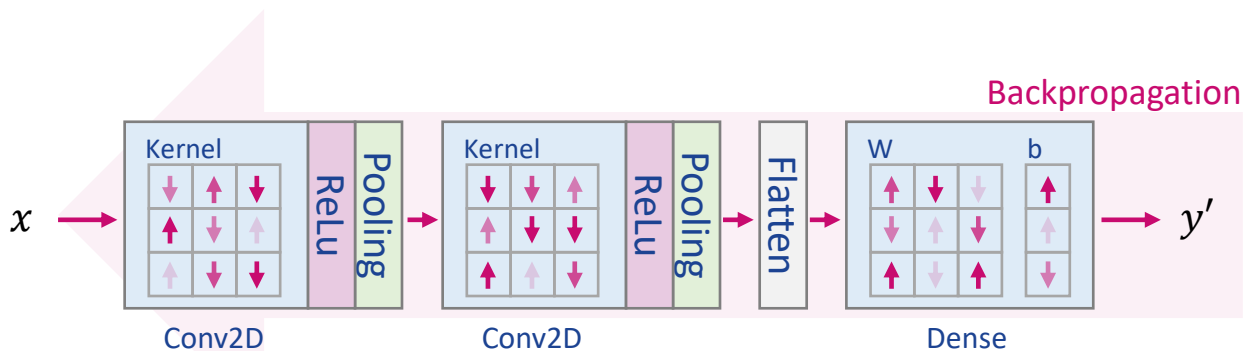 Backpropagation
x
Kernel
ReLu
Pooling
Conv2D
Kernel
ReLu
Pooling
Conv2D
Flatten
W
b
Dense
y′